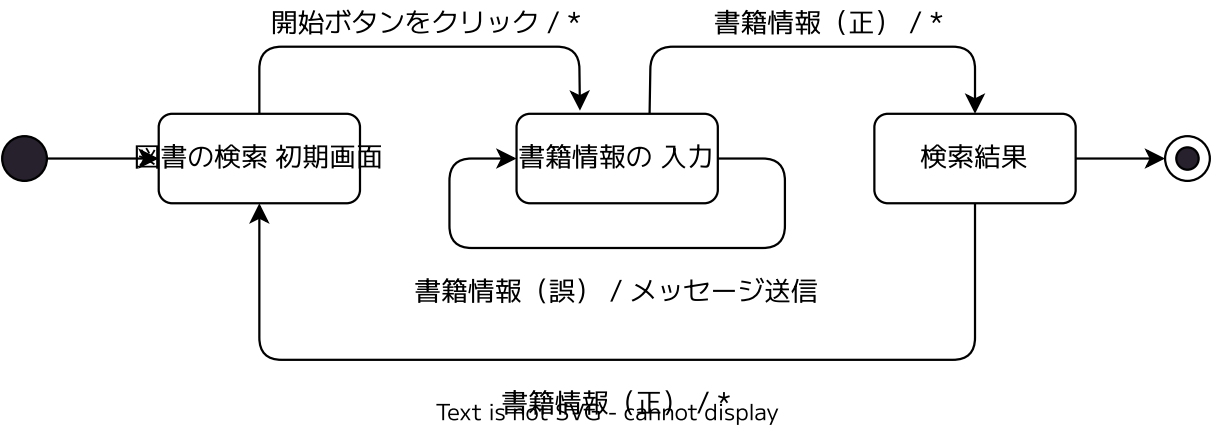 開始ボタンをクリック / *
書籍情報（正） / *
図書の検索 初期画面
書籍情報の 入力
検索結果
書籍情報（誤） / メッセージ送信
書籍情報（正） / *
Text is not SVG - cannot display